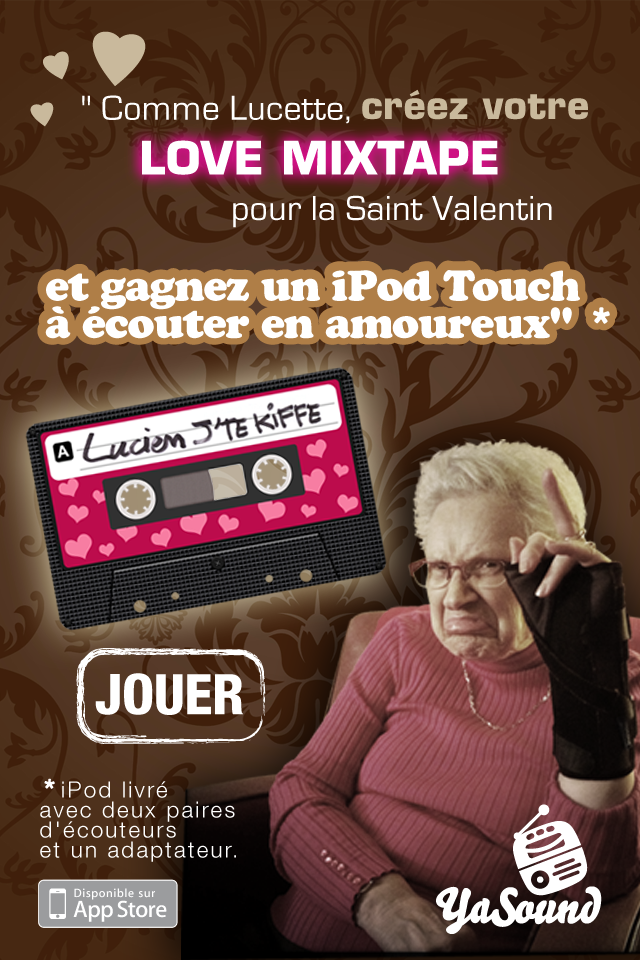 " Comme Lucette, créez votre
LOVE MIXTAPE
pour la Saint Valentin
et gagnez un iPod Touch
à écouter en amoureux" *
A Lucien J'TE KiFFE
JOUER
* iPod livré
avec deux paires
d'écouteurs
et un adaptateur.
Disponible sur
App Store
YaSound